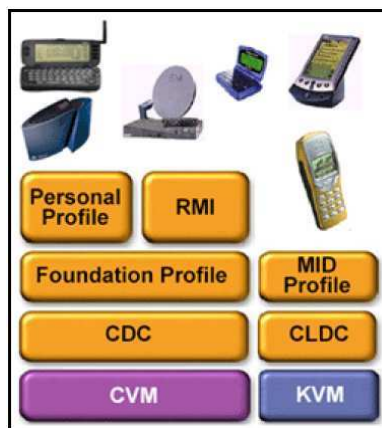 Personal
Profile
RMI
Foundation Profile
MID
Profile
CDC
CLDC
CVM
KVM